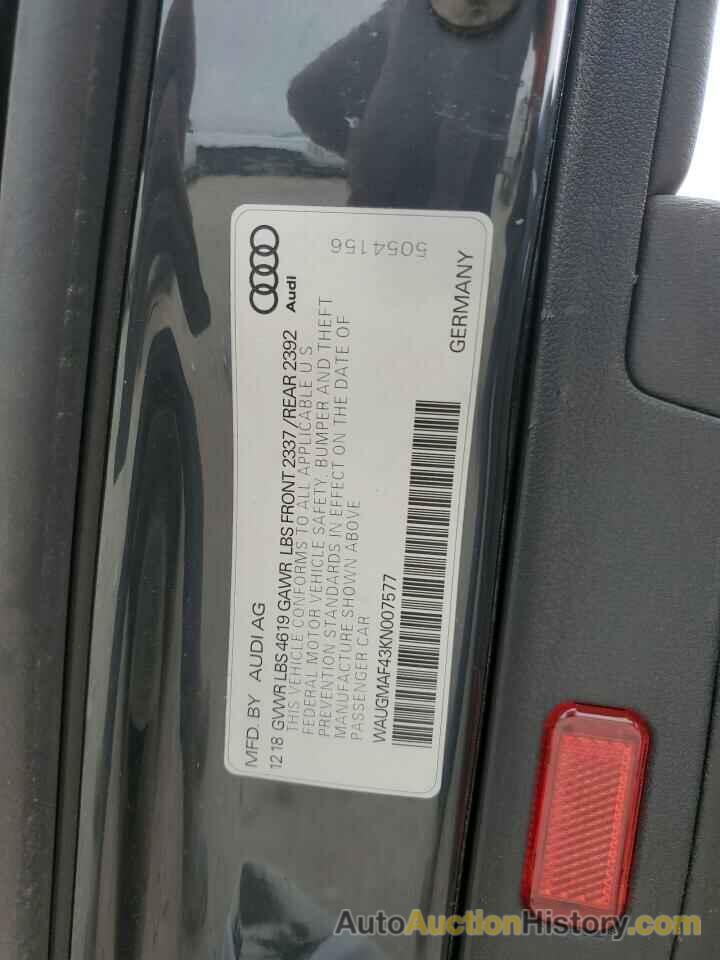 Audi
5054156
MFD. BY AUDI AG
12 18 GVWR LBS 4619 GAWR LBS FRONT 2337 /REAR 2392
THIS VEHICLE CONFORMS TO ALL APPLICABLE U S
FEDERAL MOTOR VEHICLE SAFETY, BUMPER AND THEFT
PREVENTION STANDARDS IN EFFECT ON THE DATE OF
MANUFACTURE SHOWN ABOVE
PASSENGER CAR
WAUGMAF43KN007577
GERMANY
AutoAuctionHistory.com